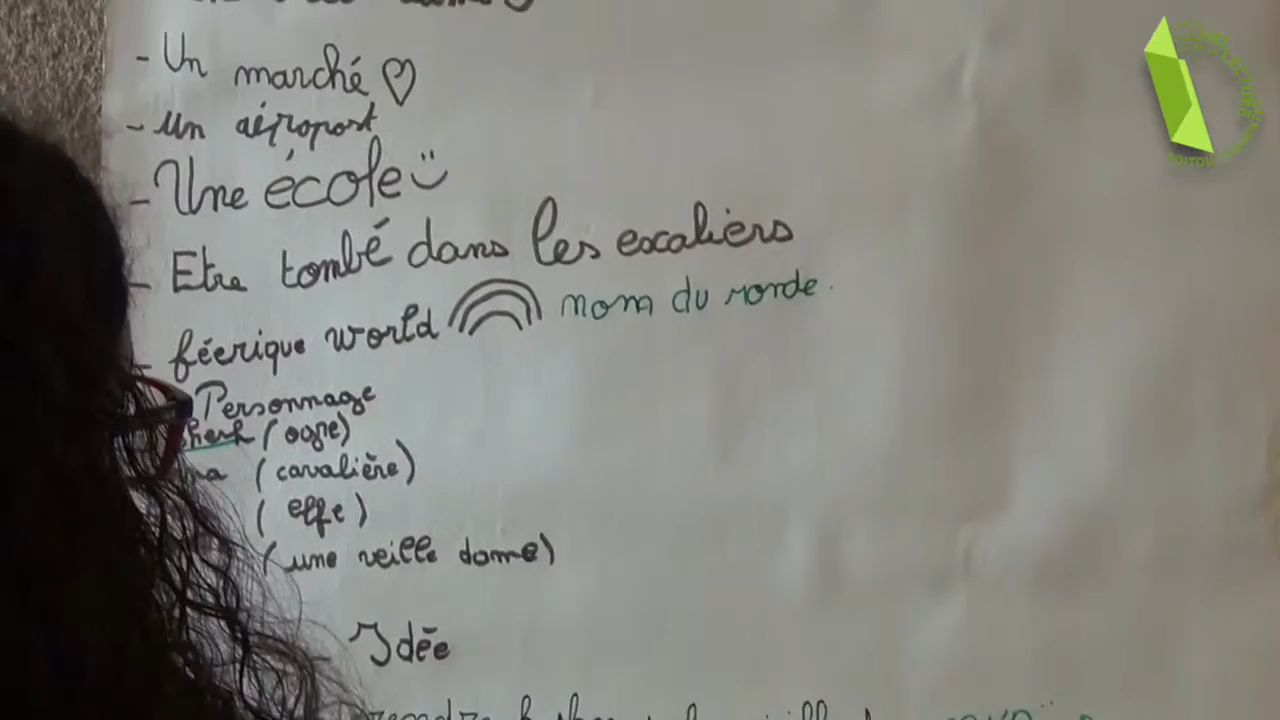 - Un marché
- Un aéroport
- Une école
- Etre tombé dans les escaliers
- féerique world nom du monde.
Personnage
(ogre)
(cavalière)
(elfe)
(une veille dame)
Idée